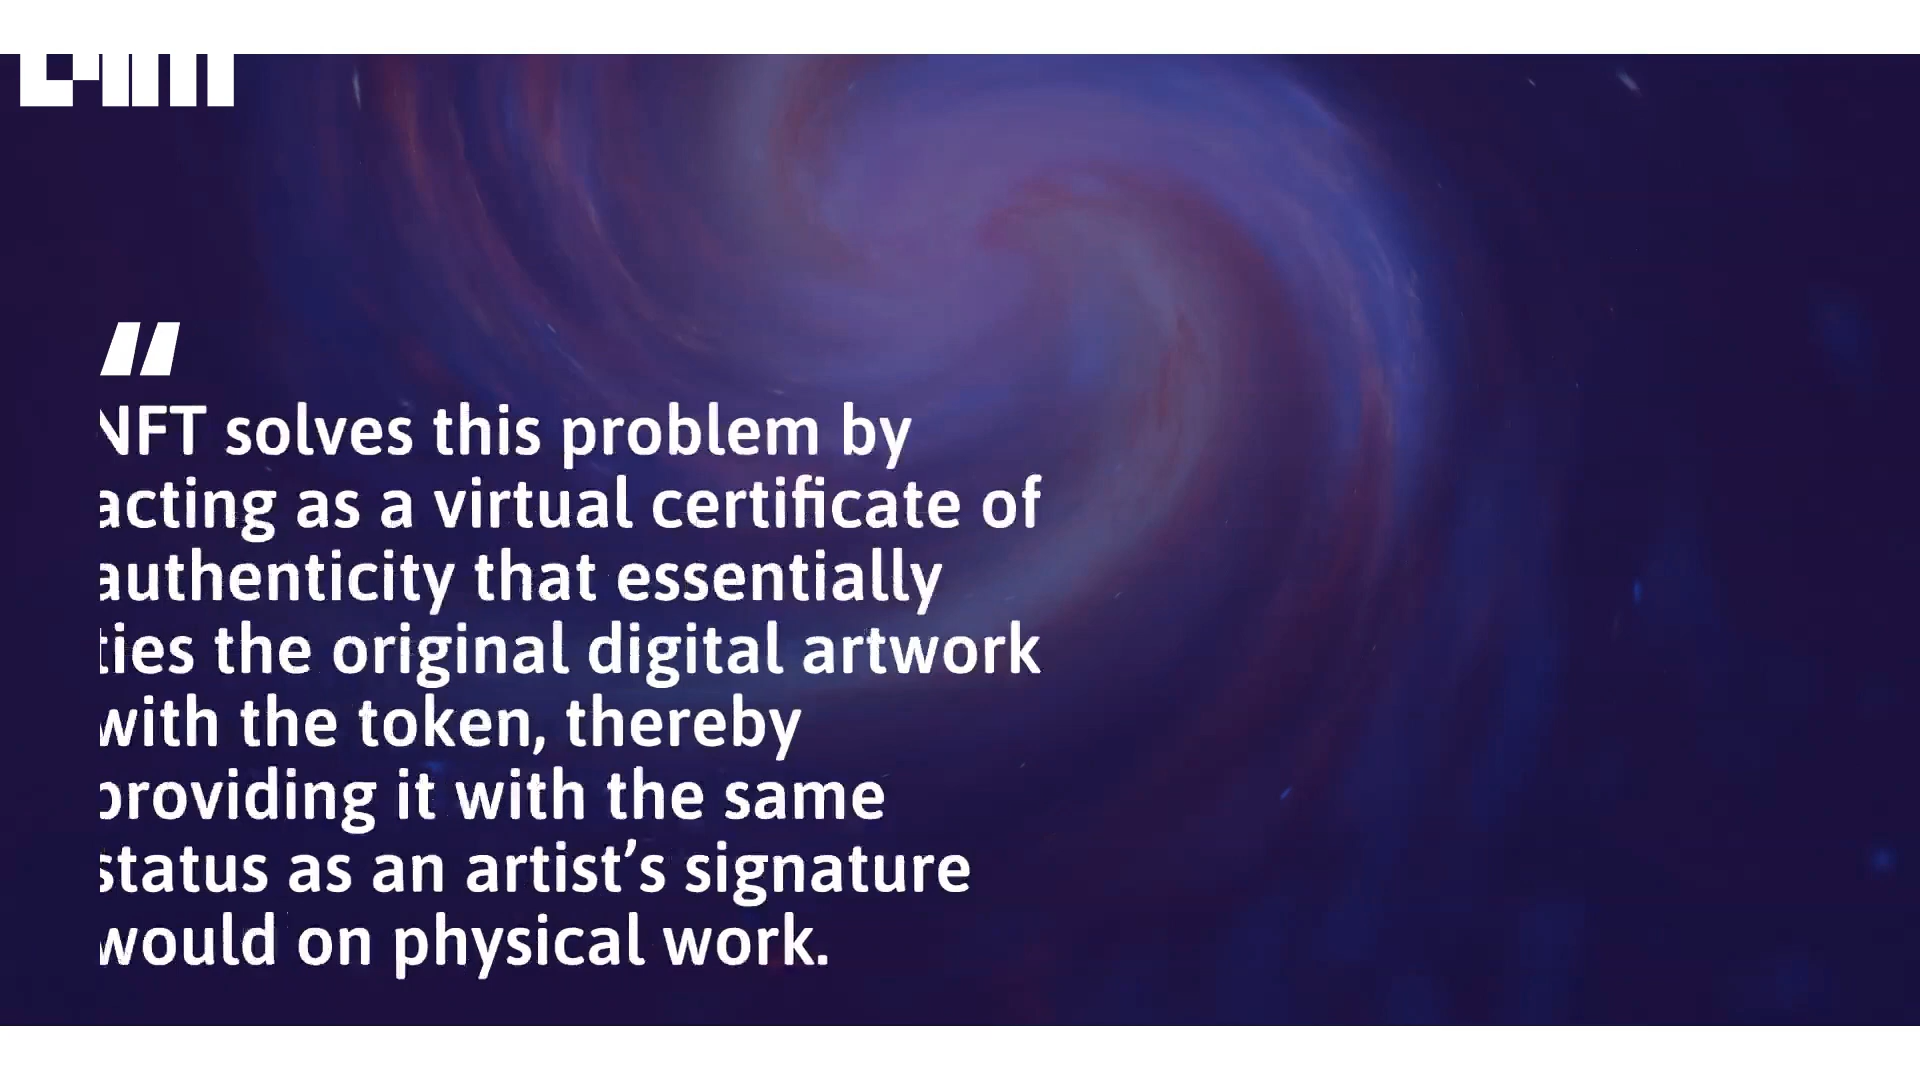 “
NFT solves this problem by
acting as a virtual certificate of
authenticity that essentially
ties the original digital artwork
with the token, thereby
providing it with the same
status as an artist’s signature
would on physical work.